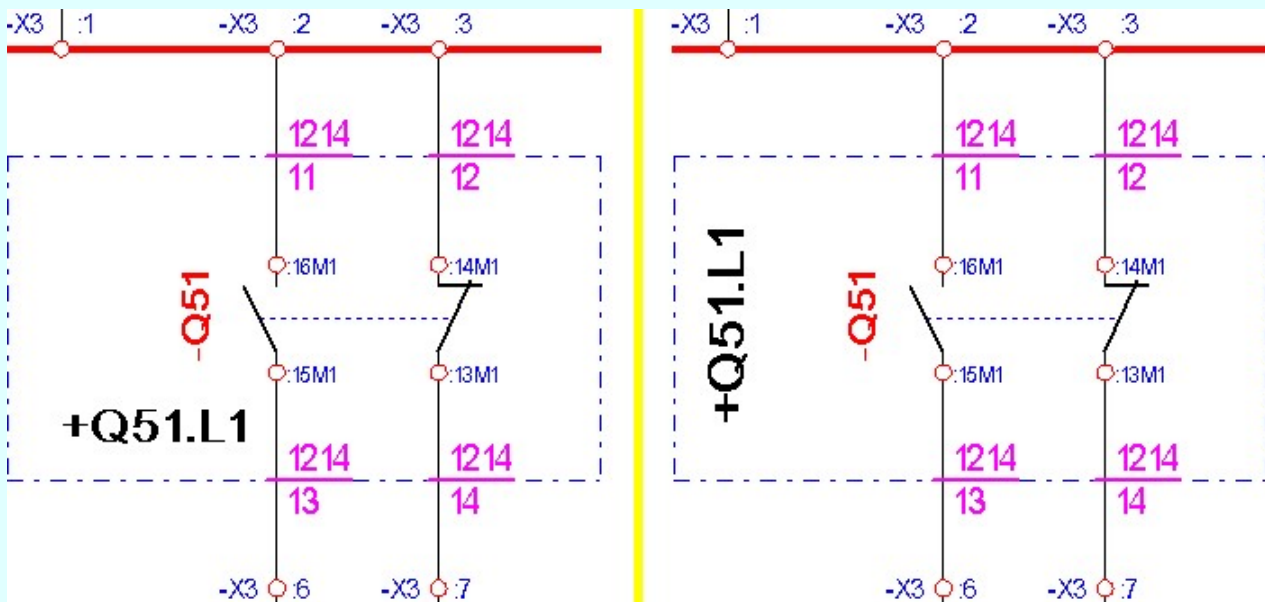 -X3 :1 -X3 :2 -X3 :3
1214 1214
11 12
:16M1 :14M1
-Q51
:15M1 :13M1
+Q51.L1
1214 1214
13 14
-X3 :6 -X3 :7
-X3 :1 -X3 :2 -X3 :3
1214 1214
11 12
+Q51.L1
:16M1 :14M1
-Q51
:15M1 :13M1
1214 1214
13 14
-X3 :6 -X3 :7